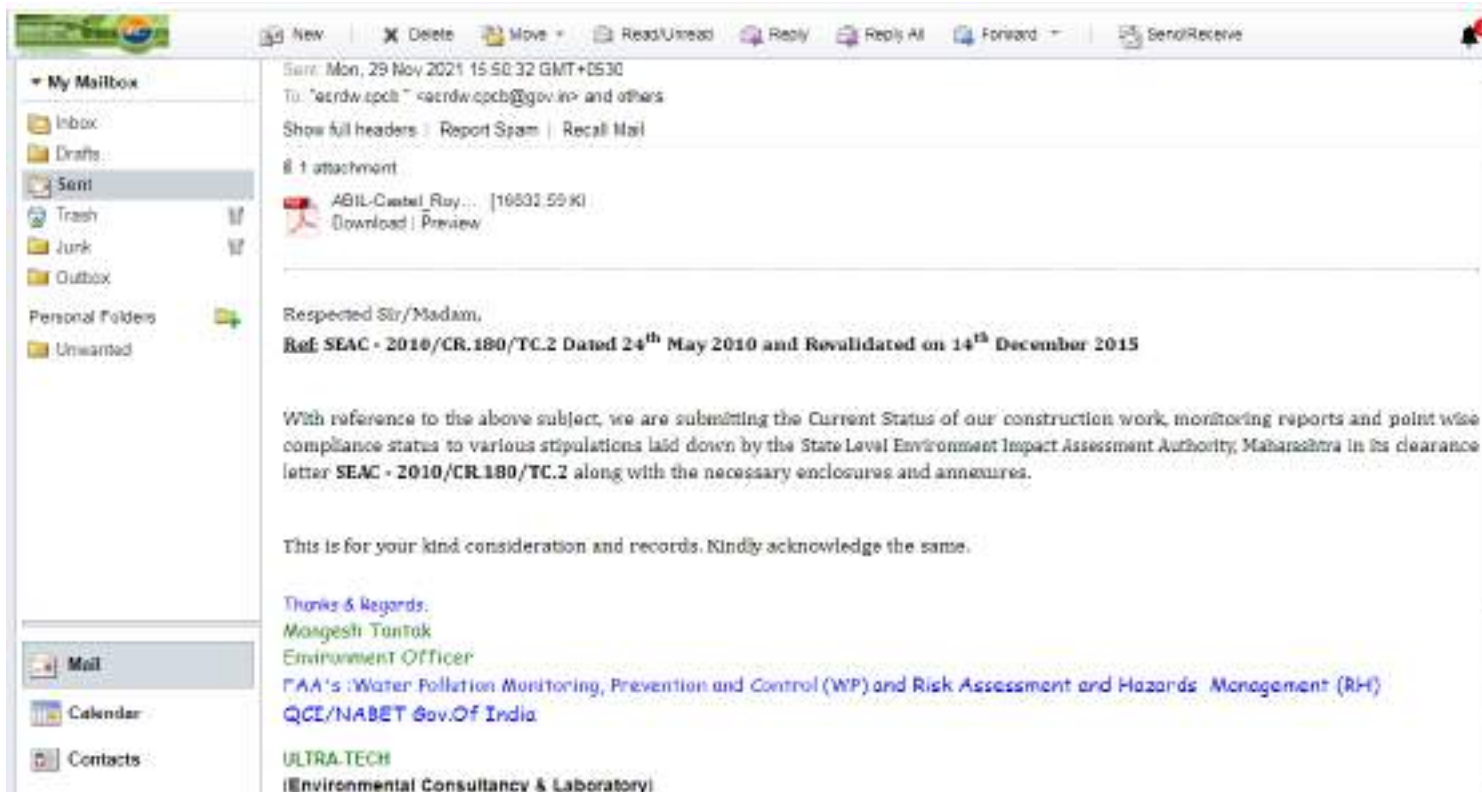 New
Delete
Move
Read/Unread
Reply
Reply All
Forward
Send/Receive
My Mailbox
Inbox
Drafts
Sent
Trash
Junk
Outbox
Personal Folders
Unwanted
Mail
Calendar
Contacts
Sent: Mon, 29 Nov 2021 15:50:32 GMT+0530
To: "ecrdw.cpcb" <ecrdw.cpcb@gov.in> and others
Show full headers | Report Spam | Recall Mail
1 attachment
ABIL-Castel_Roy... [16632.59 K]
Download | Preview
Respected Sir/Madam,
Ref: SEAC - 2010/CR.180/TC.2 Dated 24th May 2010 and Revalidated on 14th December 2015
With reference to the above subject, we are submitting the Current Status of our construction work, monitoring reports and point wise
compliance status to various stipulations laid down by the State Level Environment Impact Assessment Authority, Maharashtra in its clearance
letter SEAC - 2010/CR.180/TC.2 along with the necessary enclosures and annexures.
This is for your kind consideration and records. Kindly acknowledge the same.
Thanks & Regards.
Mangesh Tantak
Environment Officer
FAA's :Water Pollution Monitoring, Prevention and Control (WP) and Risk Assessment and Hazards Management (RH)
QCI/NABET Gov.Of India
ULTRA-TECH
(Environmental Consultancy & Laboratory)